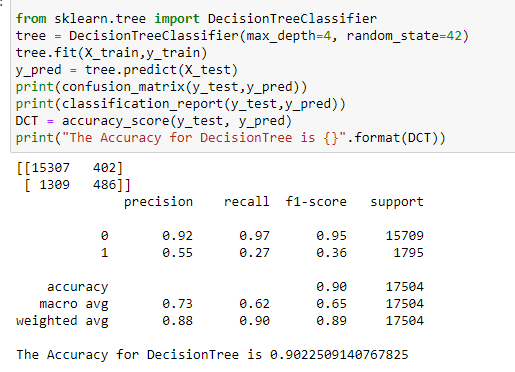 from sklearn.tree import DecisionTreeClassifier
tree = DecisionTreeClassifier(max_depth=4, random_state=42)
tree.fit(X_train,y_train)
y_pred = tree.predict(X_test)
print(confusion_matrix(y_test,y_pred))
print(classification_report(y_test,y_pred))
DCT = accuracy_score(y_test, y_pred)
print("The Accuracy for DecisionTree is {}".format(DCT))
[[15307 402]
[ 1309 486]]
precision recall f1-score support
0 0.92 0.97 0.95 15709
1 0.55 0.27 0.36 1795
accuracy 0.90 17504
macro avg 0.73 0.62 0.65 17504
weighted avg 0.88 0.90 0.89 17504
The Accuracy for DecisionTree is 0.9022509140767825